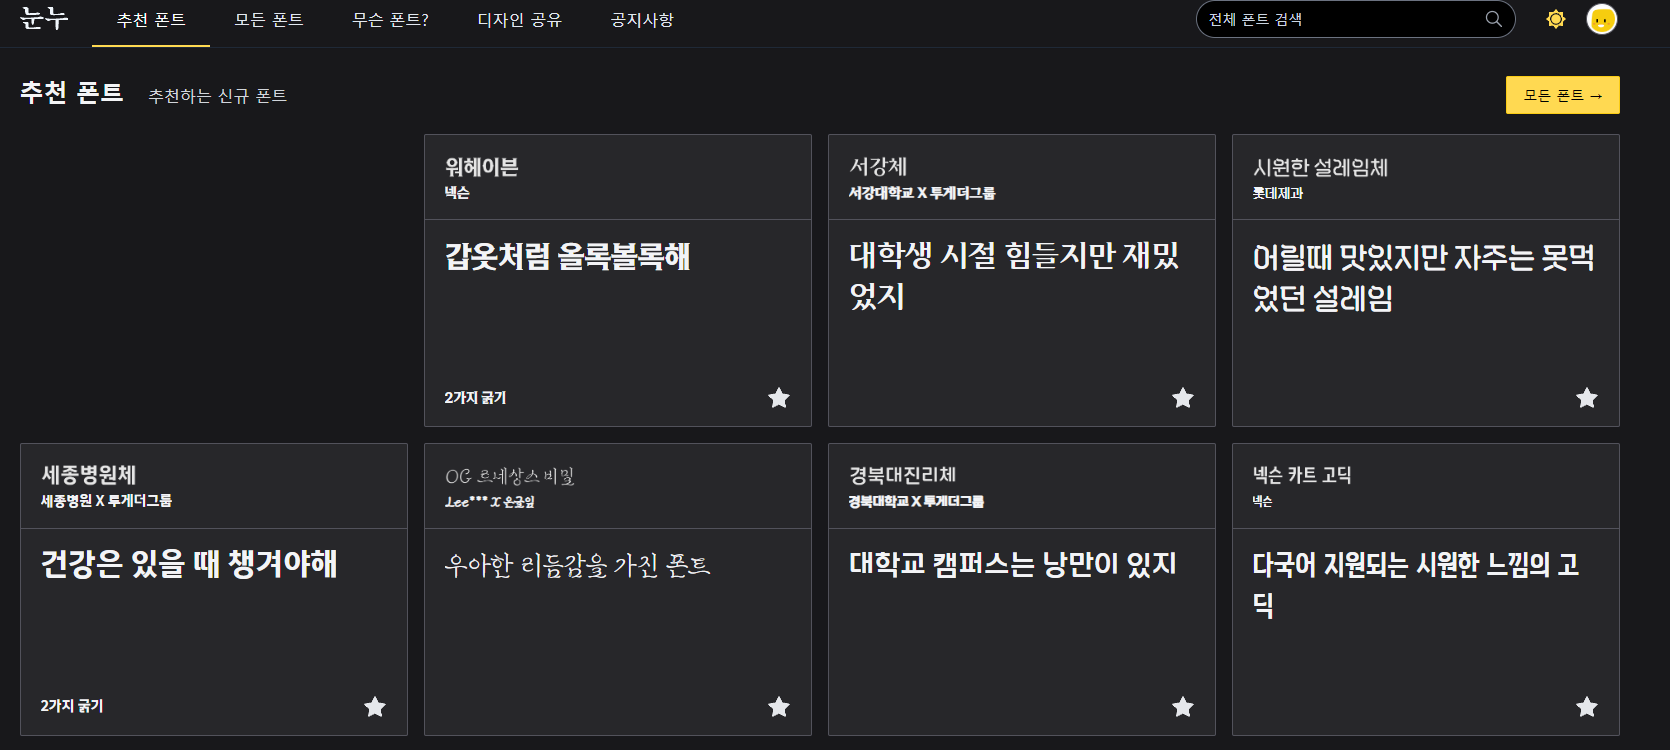 눈누
추천 폰트
모든 폰트
무슨 폰트?
디자인 공유
공지사항
전체 폰트 검색
추천 폰트
추천하는 신규 폰트
모든 폰트 →
워헤이븐
넥슨
갑옷처럼 올록볼록해
2가지 굵기
서강체
서강대학교 X 투게더그룹
대학생 시절 힘들지만 재밌
었지
시원한 설레임체
롯데제과
어릴때 맛있지만 자주는 못먹
었던 설레임
세종병원체
세종병원 X 투게더그룹
건강은 있을 때 챙겨야해
2가지 굵기
OG 르네상스 비밀
Lee*** X 온글잎
우아한 리듬감을 가진 폰트
경북대진리체
경북대학교 X 투게더그룹
대학교 캠퍼스는 낭만이 있지
넥슨 카트 고딕
넥슨
다국어 지원되는 시원한 느낌의 고
딕